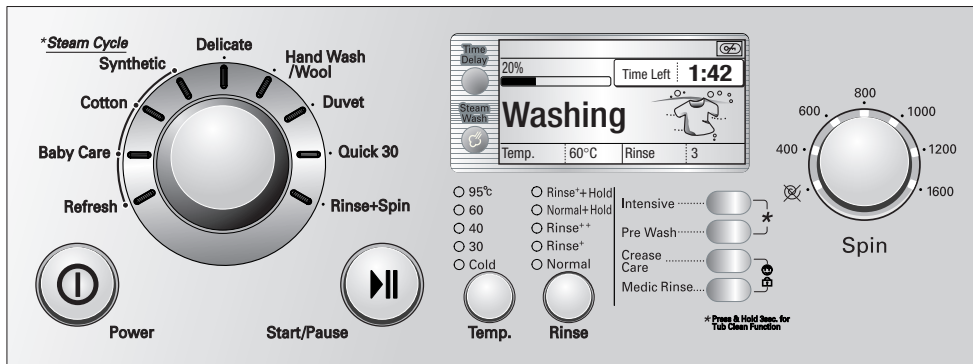 *Steam Cycle
Synthetic
Delicate
Hand Wash
/Wool
Cotton
Duvet
Baby Care
Quick 30
Refresh
Rinse+Spin
Power
Start/Pause
Time
Delay
Steam
Wash
20%
Time Left 1:42
Washing
Temp. 60°C Rinse 3
95°c
60
40
30
Cold
Temp.
Rinse⁺+Hold
Normal+Hold
Rinse⁺⁺
Rinse⁺
Normal
Rinse
Intensive
Pre Wash
*
Crease
Care
Medic Rinse
*Press & Hold 3sec. for
Tub Clean Function
400
600
800
1000
1200
1600
Spin